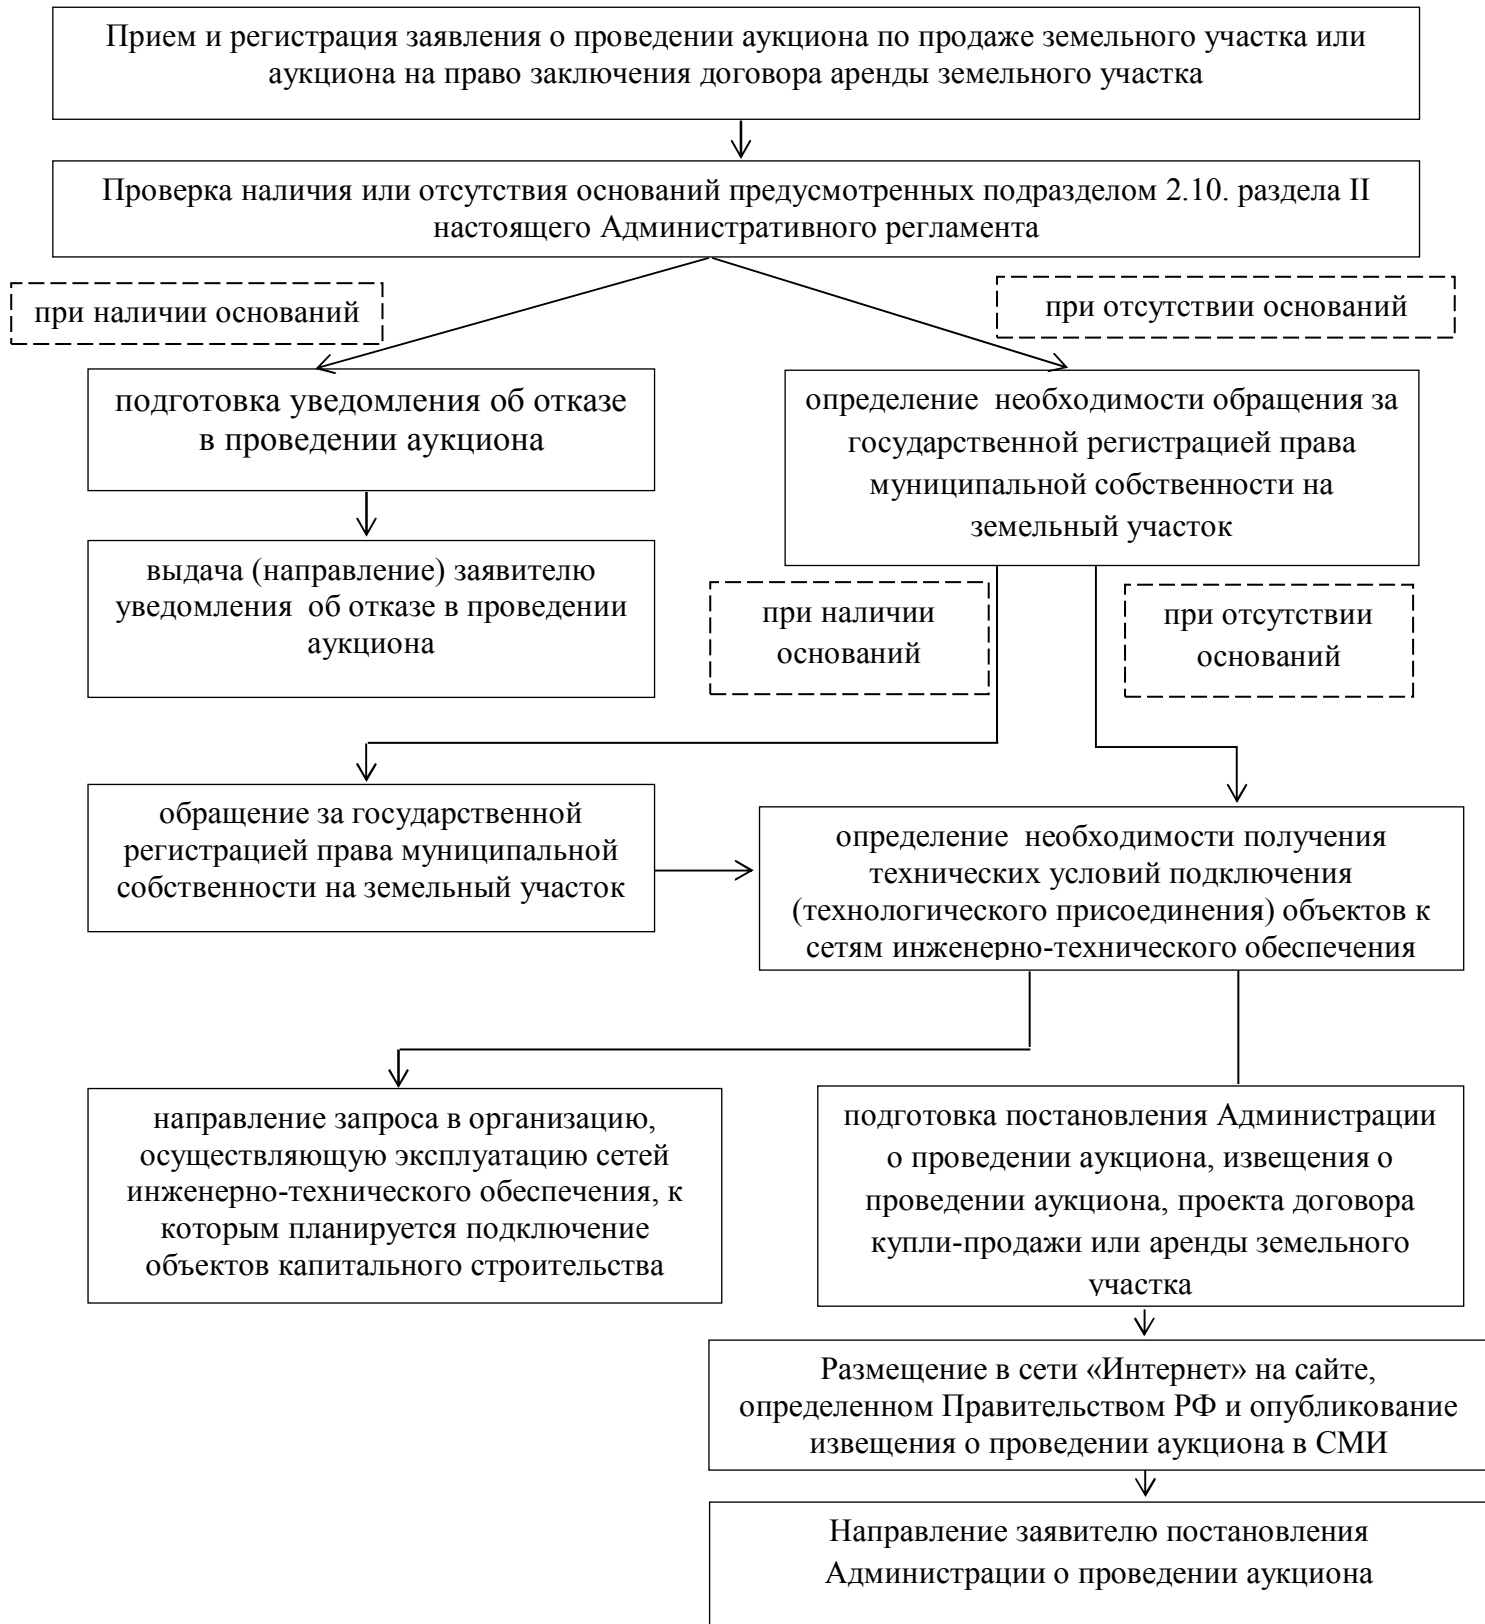 Прием и регистрация заявления о проведении аукциона по продаже земельного участка или
аукциона на право заключения договора аренды земельного участка
Проверка наличия или отсутствия оснований предусмотренных подразделом 2.10. раздела II
настоящего Административного регламента
при наличии оснований
при отсутствии оснований
подготовка уведомления об отказе
в проведении аукциона
определение необходимости обращения за
государственной регистрацией права
муниципальной собственности на
земельный участок
выдача (направление) заявителю
уведомления об отказе в проведении
аукциона
при наличии
оснований
при отсутствии
оснований
обращение за государственной
регистрацией права муниципальной
собственности на земельный участок
определение необходимости получения
технических условий подключения
(технологического присоединения) объектов к
сетям инженерно-технического обеспечения
направление запроса в организацию,
осуществляющую эксплуатацию сетей
инженерно-технического обеспечения, к
которым планируется подключение
объектов капитального строительства
подготовка постановления Администрации
о проведении аукциона, извещения о
проведении аукциона, проекта договора
купли-продажи или аренды земельного
участка
Размещение в сети «Интернет» на сайте,
определенном Правительством РФ и опубликование
извещения о проведении аукциона в СМИ
Направление заявителю постановления
Администрации о проведении аукциона